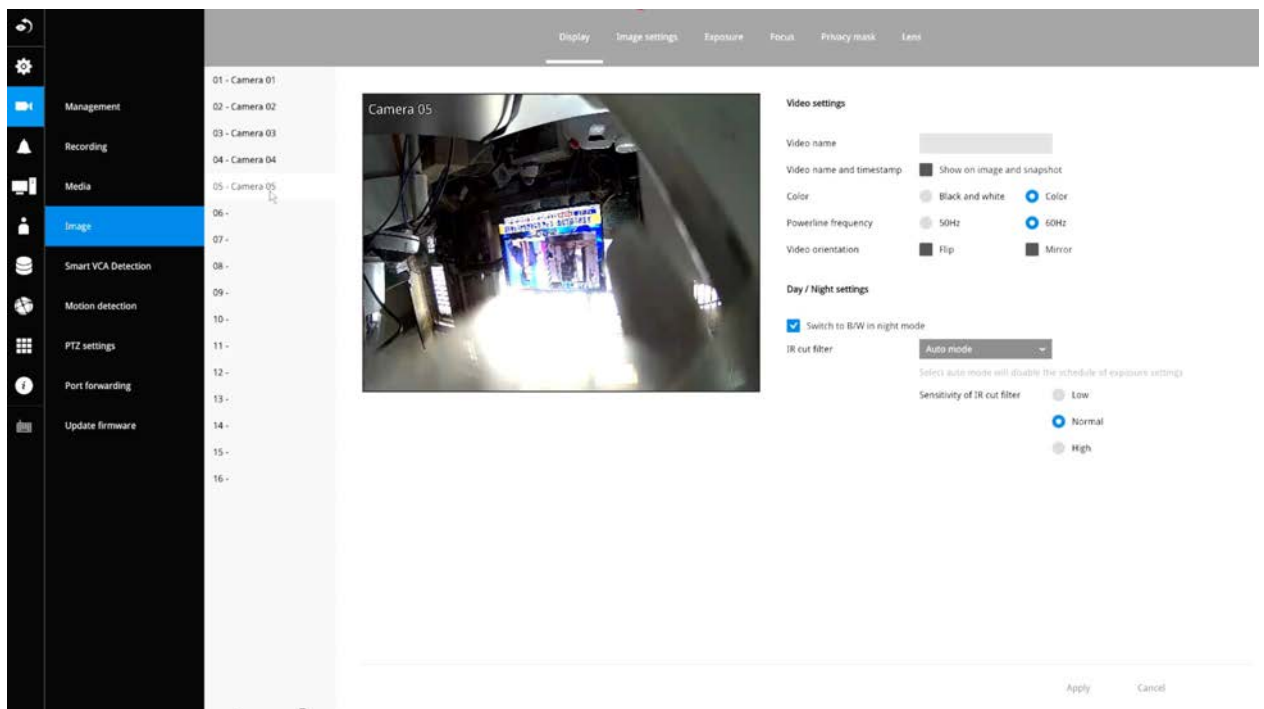 Display Image settings Exposure Focus Privacy mask Lens
Management
Recording
Media
Image
Smart VCA Detection
Motion detection
PTZ settings
Port forwarding
Update firmware
01 - Camera 01
02 - Camera 02
03 - Camera 03
04 - Camera 04
05 - Camera 05
06 -
07 -
08 -
09 -
10 -
11 -
12 -
13 -
14 -
15 -
16 -
Camera 05
Video settings
Video name
Video name and timestamp Show on image and snapshot
Color Black and white Color
Powerline frequency 50Hz 60Hz
Video orientation Flip Mirror
Day / Night settings
Switch to B/W in night mode
IR cut filter Auto mode
Select auto mode will disable the schedule of exposure settings
Sensitivity of IR cut filter Low
Normal
High
Apply Cancel